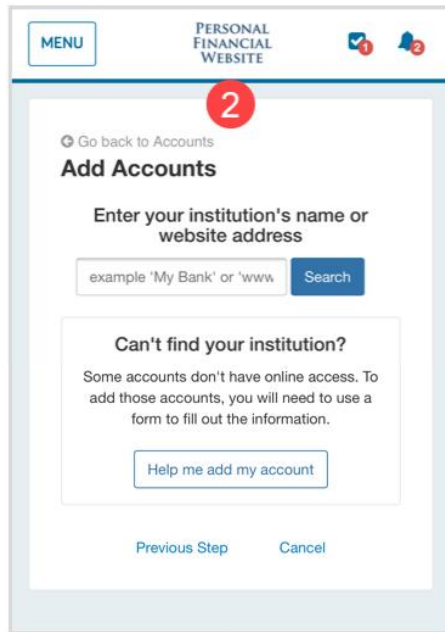 MENU
PERSONAL
FINANCIAL
WEBSITE
1
2
2
Go back to Accounts
Add Accounts
Enter your institution's name or
website address
example 'My Bank' or 'www
Search
Can't find your institution?
Some accounts don't have online access. To
add those accounts, you will need to use a
form to fill out the information.
Help me add my account
Previous Step Cancel